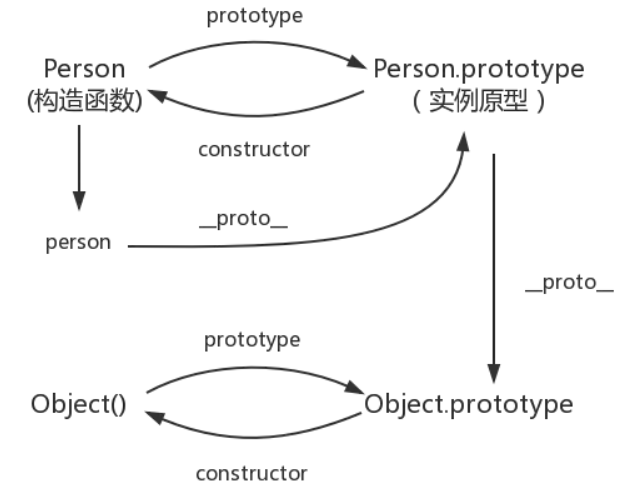 prototype
Person
Person.prototype
(构造函数)
( 实例原型 )
constructor
__proto__
person
__proto__
prototype
Object()
Object.prototype
constructor